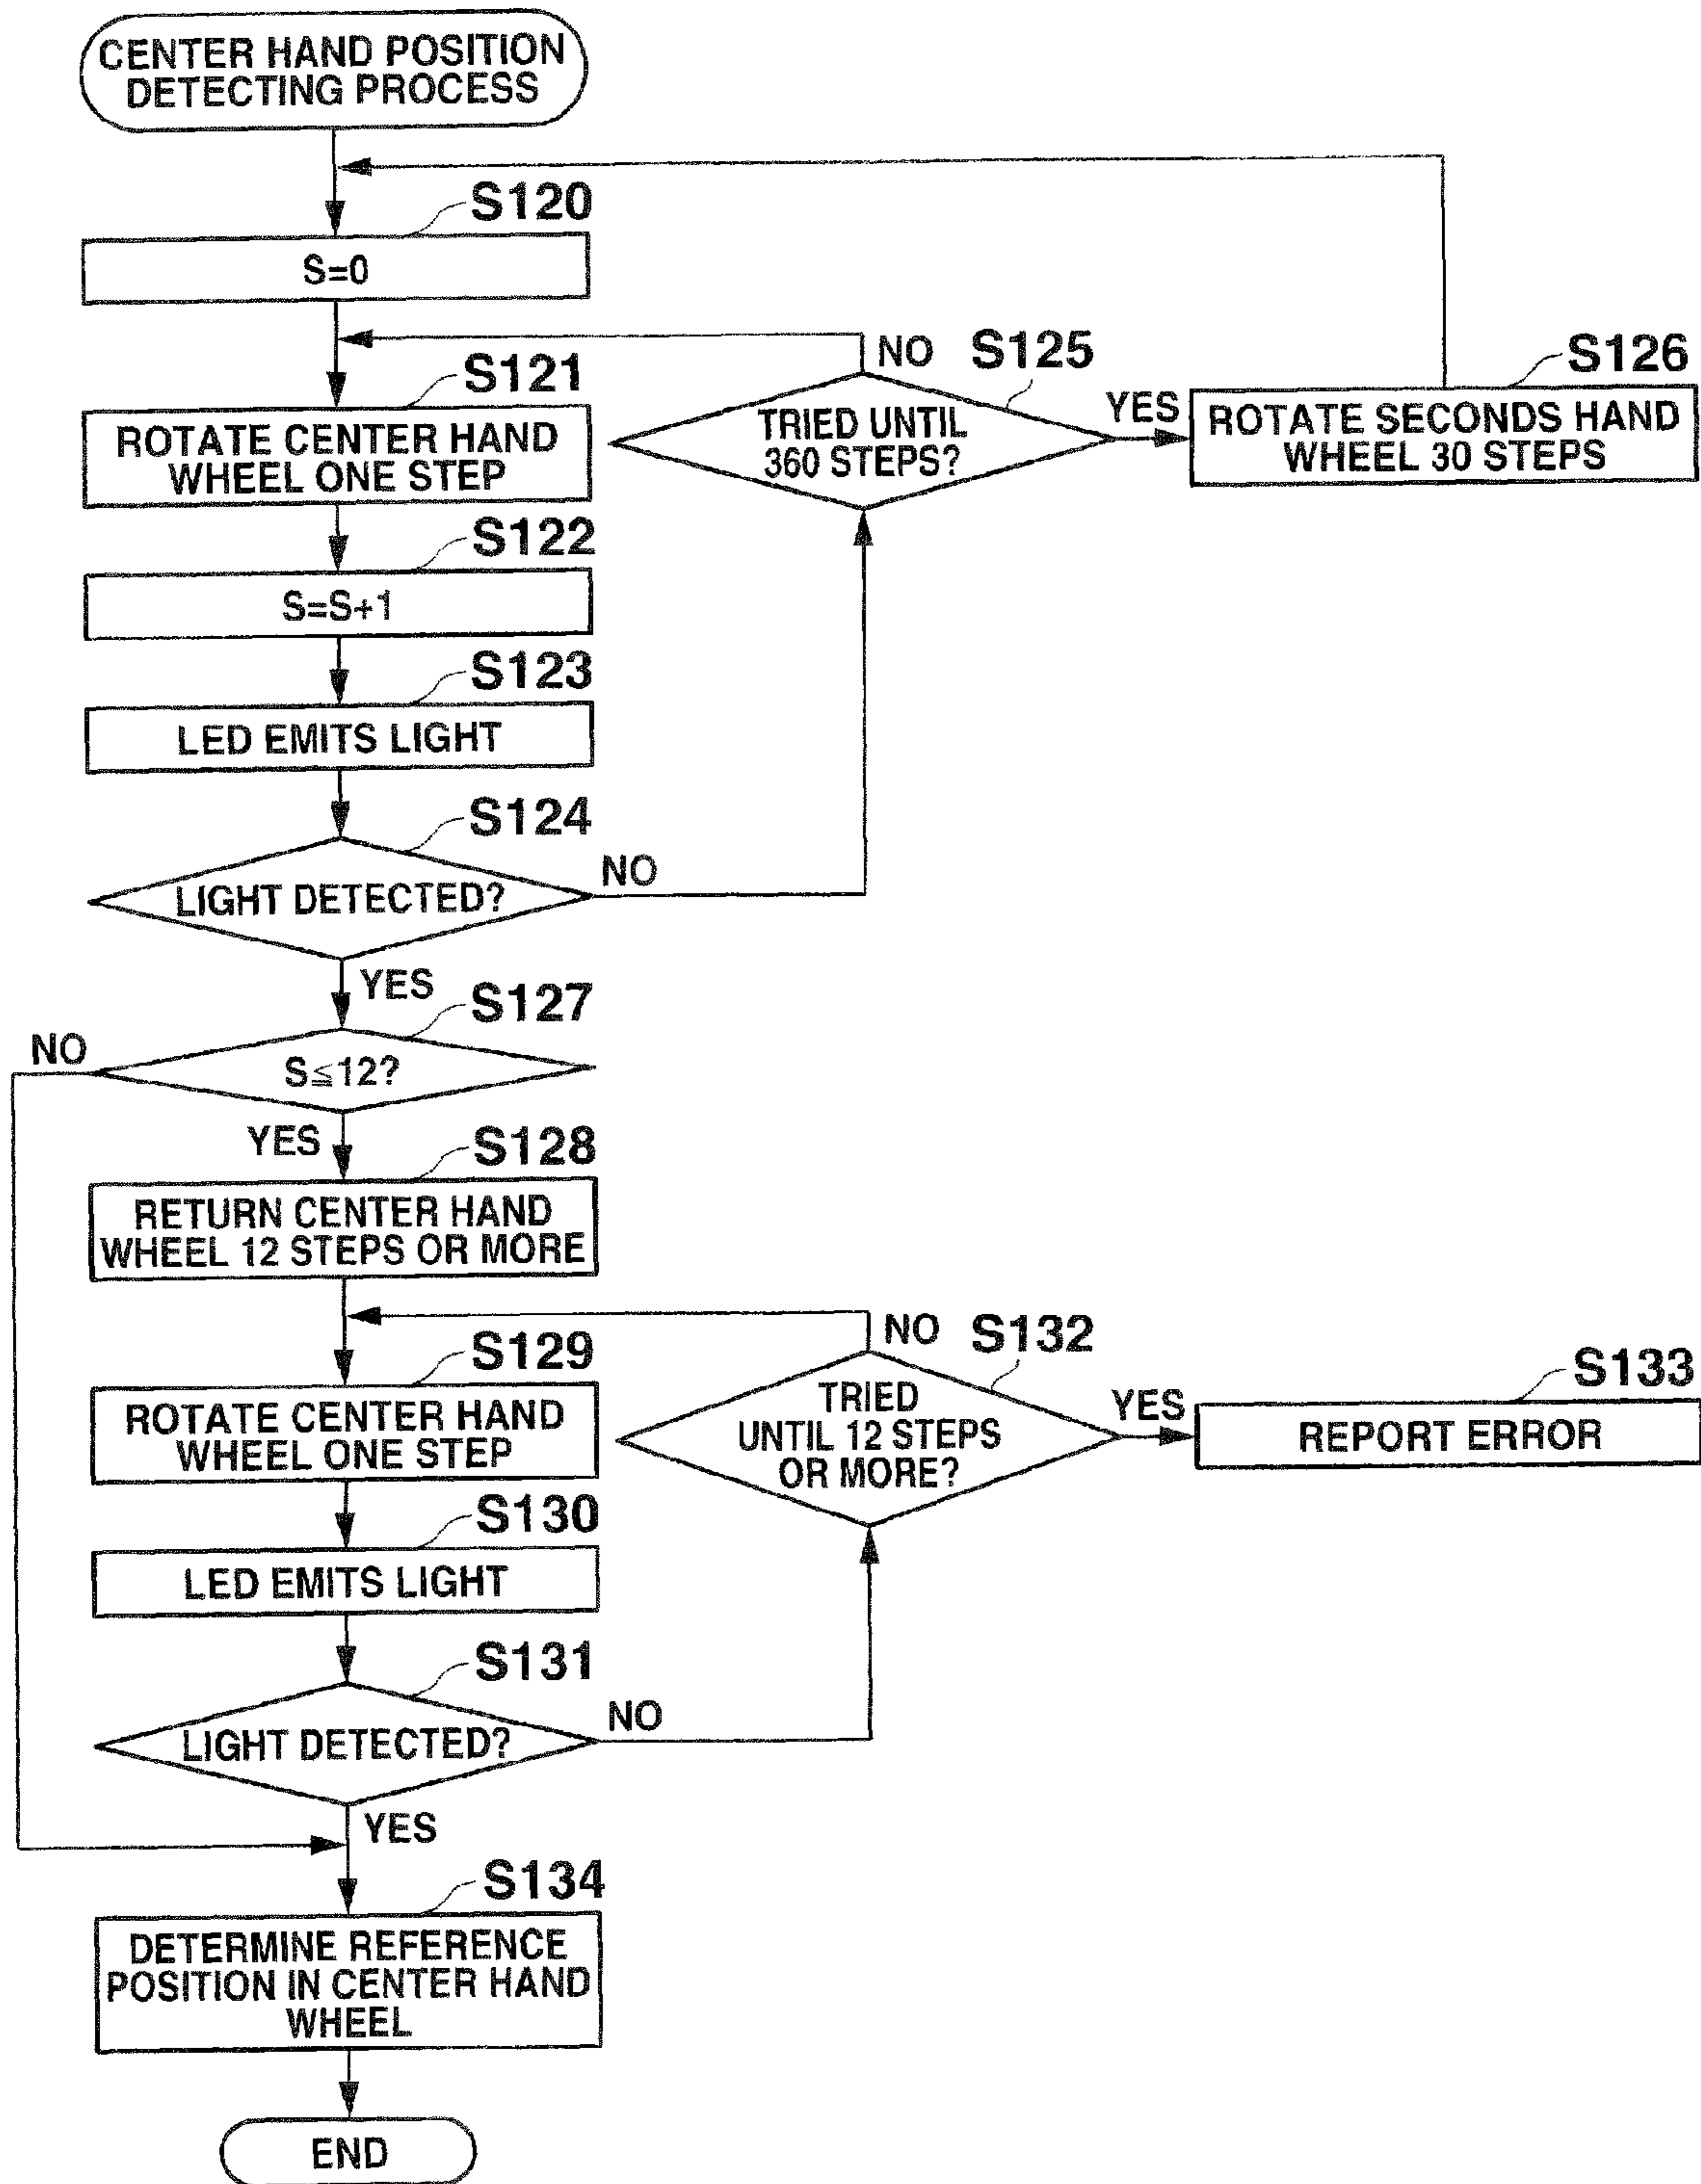 CENTER HAND POSITION
DETECTING PROCESS
S120
S=0
S121
ROTATE CENTER HAND
WHEEL ONE STEP
NO
S125
TRIED UNTIL
360 STEPS?
YES
S126
ROTATE SECONDS HAND
WHEEL 30 STEPS
S122
S=S+1
S123
LED EMITS LIGHT
S124
LIGHT DETECTED?
NO
YES
S127
S≦12?
NO
YES
S128
RETURN CENTER HAND
WHEEL 12 STEPS OR MORE
S129
ROTATE CENTER HAND
WHEEL ONE STEP
NO
S132
TRIED
UNTIL 12 STEPS
OR MORE?
YES
S133
REPORT ERROR
S130
LED EMITS LIGHT
S131
LIGHT DETECTED?
NO
YES
S134
DETERMINE REFERENCE
POSITION IN CENTER HAND
WHEEL
END